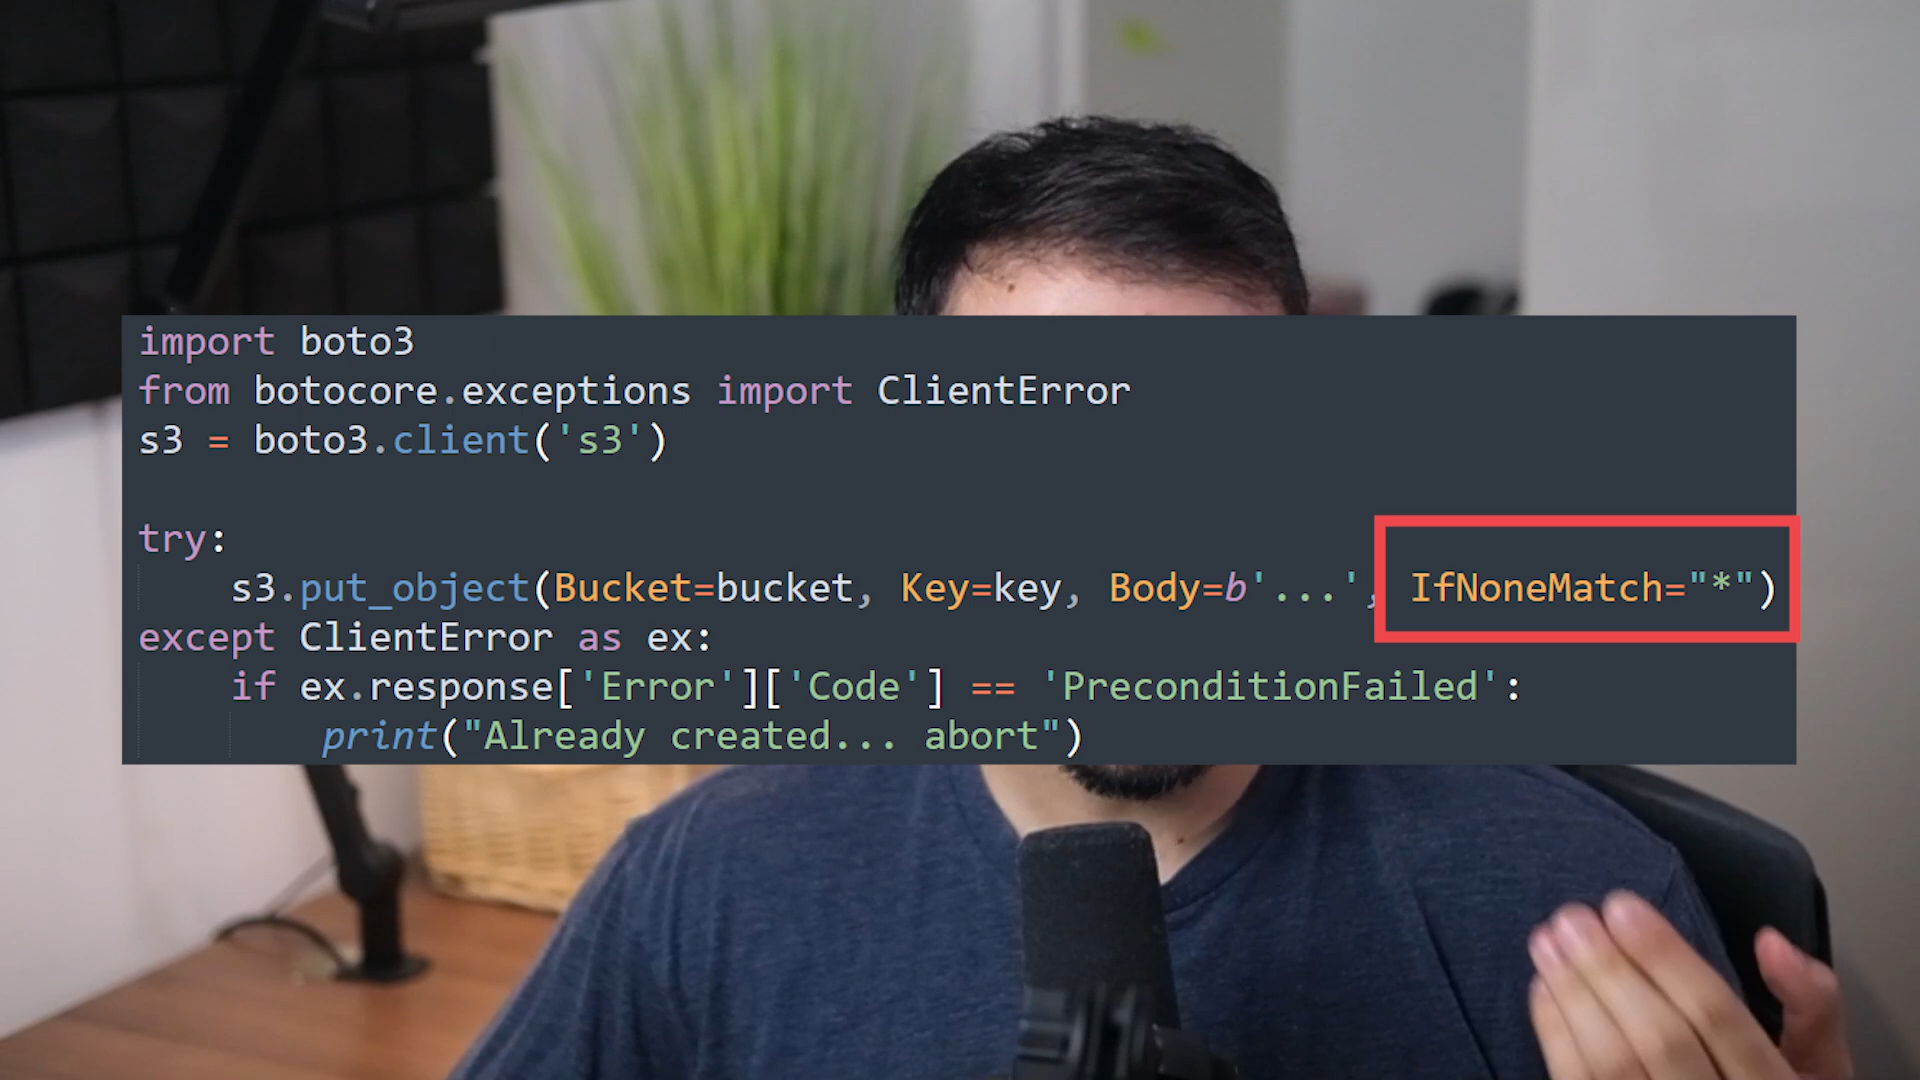 import boto3
from botocore.exceptions import ClientError
s3 = boto3.client('s3')
try:
s3.put_object(Bucket=bucket, Key=key, Body=b'...', IfNoneMatch="*")
except ClientError as ex:
if ex.response['Error']['Code'] == 'PreconditionFailed':
print("Already created... abort")